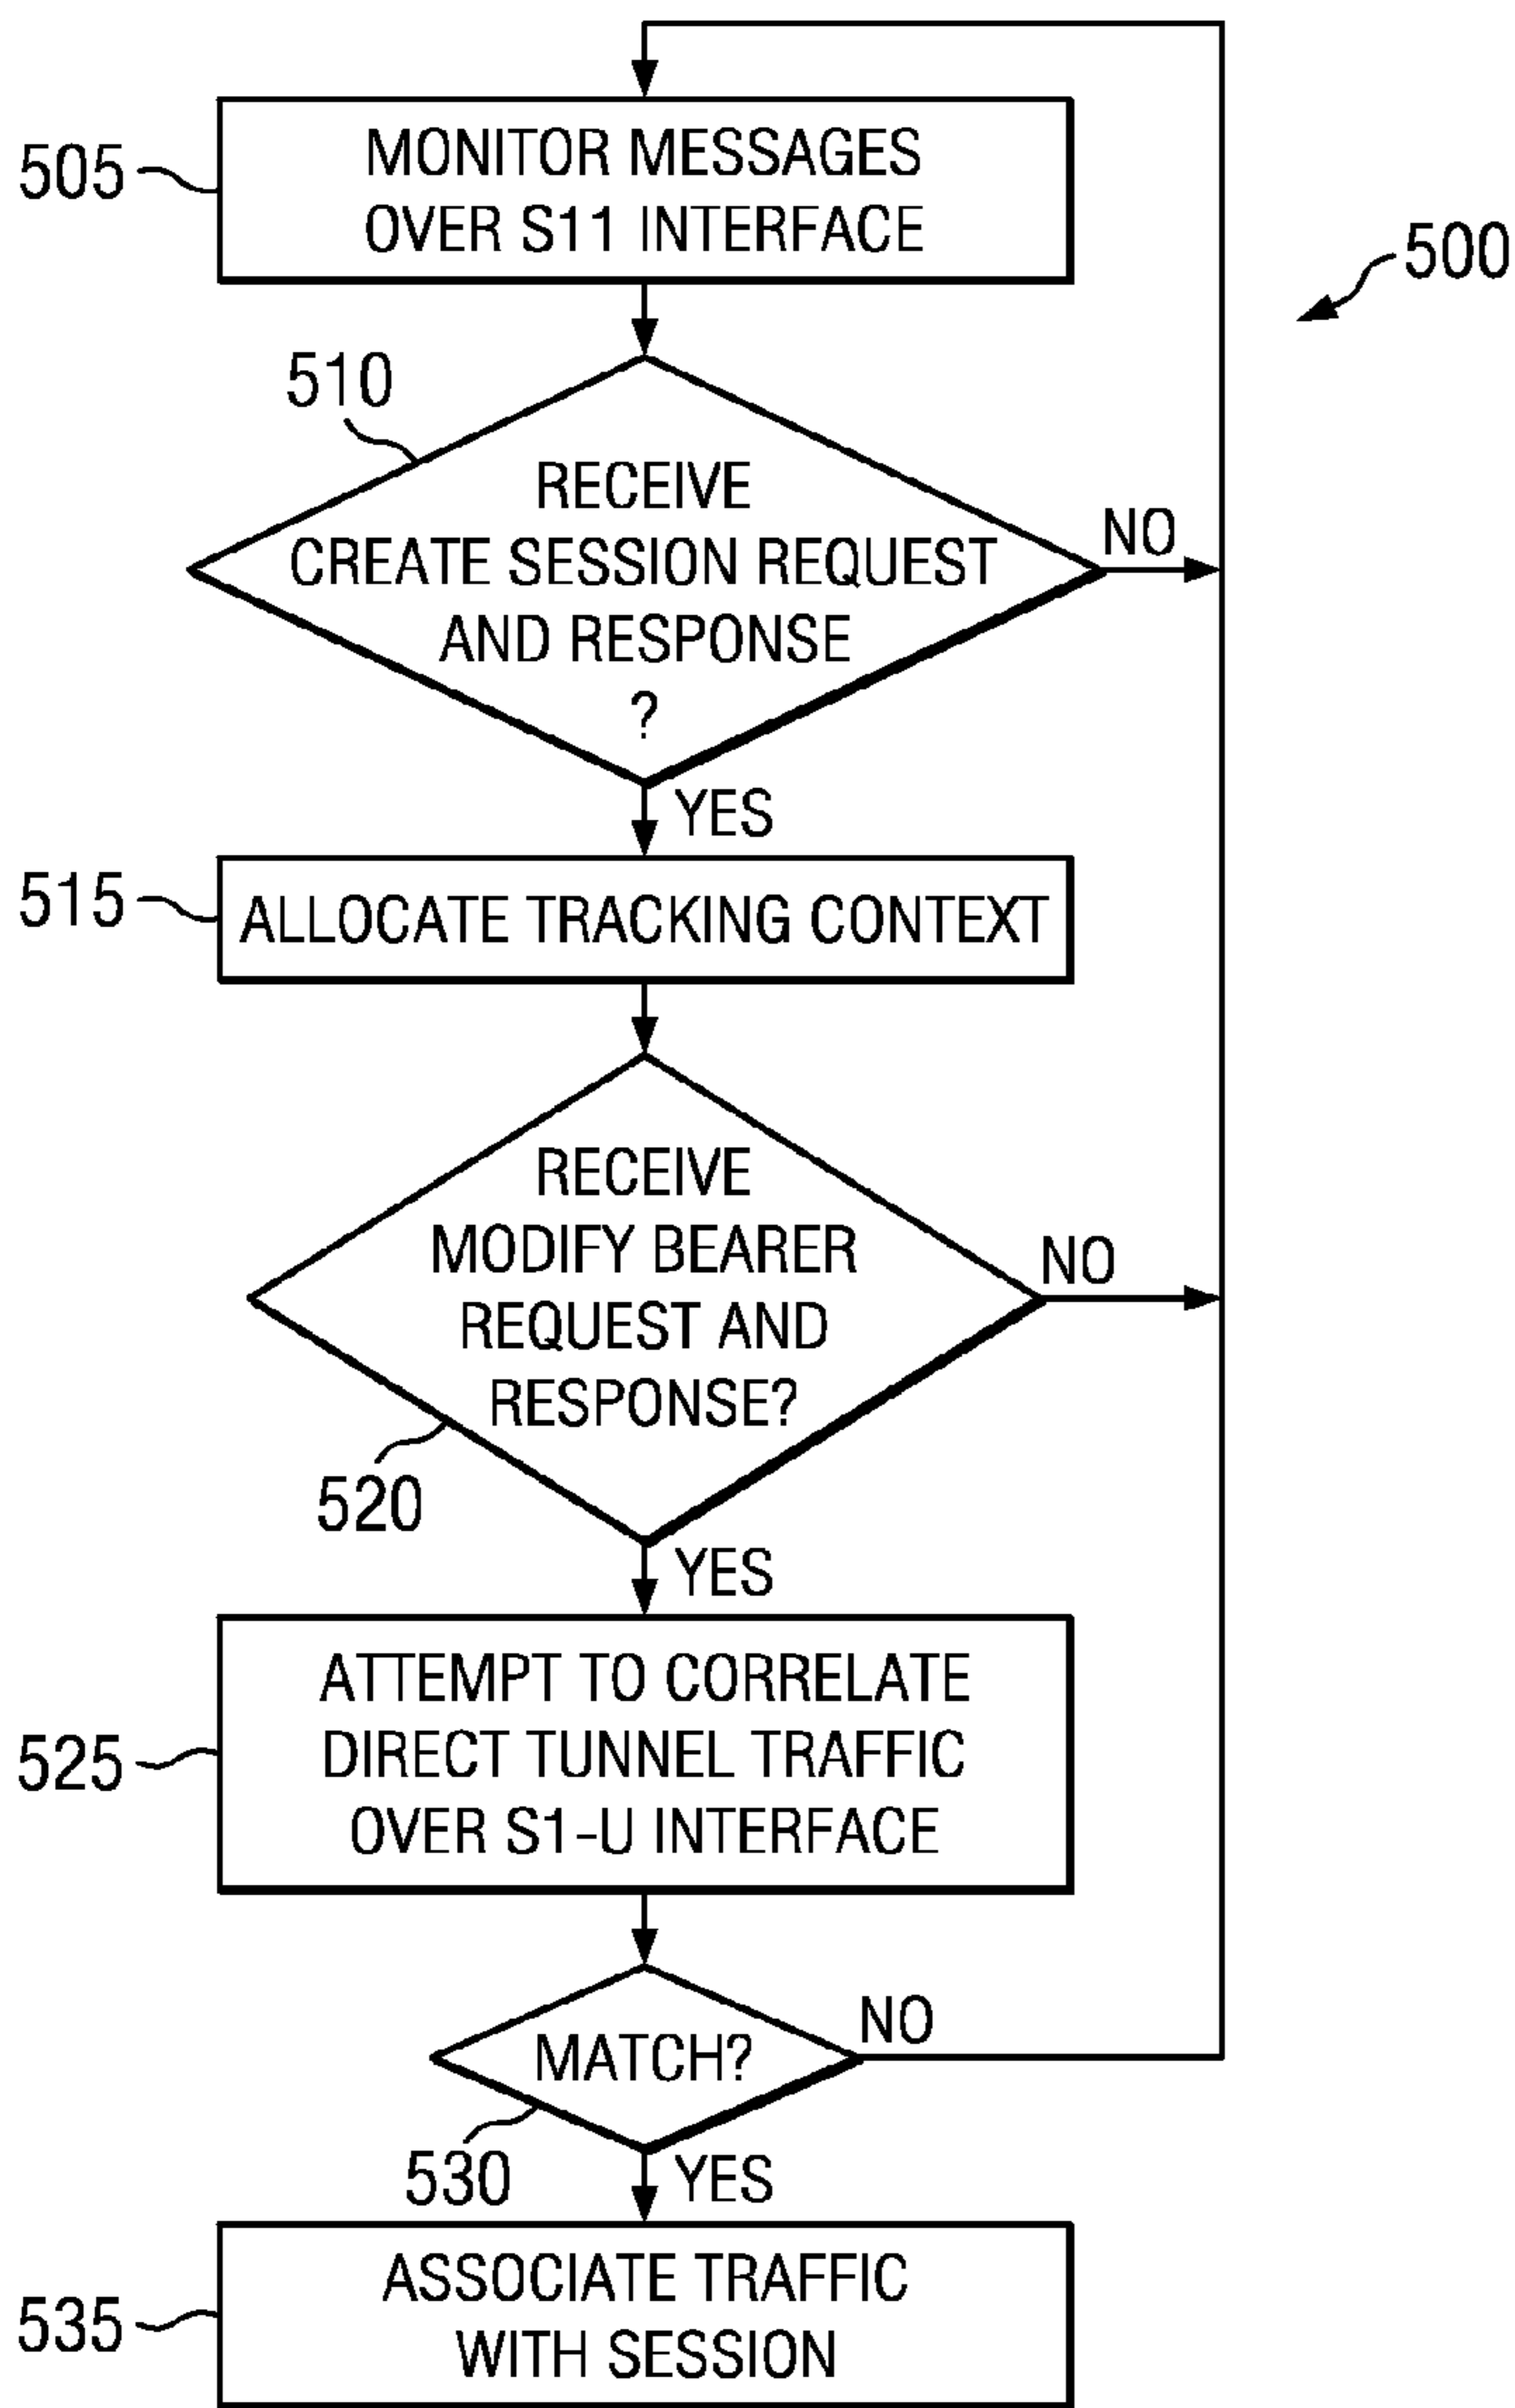 505
MONITOR MESSAGES
OVER S11 INTERFACE
500
510
RECEIVE
CREATE SESSION REQUEST
AND RESPONSE
?
NO
YES
515
ALLOCATE TRACKING CONTEXT
RECEIVE
MODIFY BEARER
REQUEST AND
RESPONSE?
NO
520
YES
525
ATTEMPT TO CORRELATE
DIRECT TUNNEL TRAFFIC
OVER S1-U INTERFACE
MATCH?
NO
530
YES
535
ASSOCIATE TRAFFIC
WITH SESSION